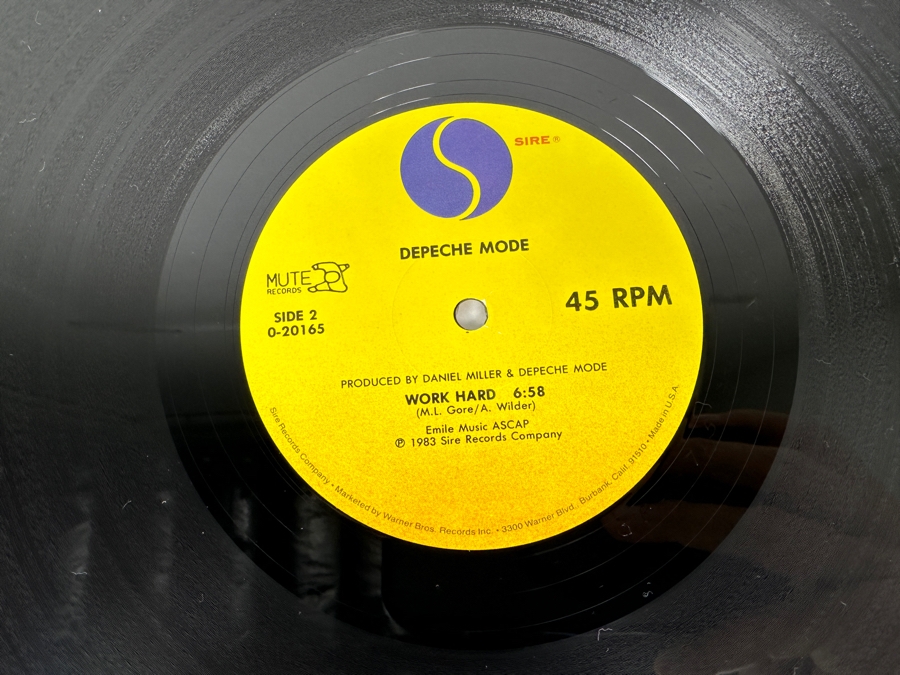 SIRE ®
DEPECHE MODE
MUTE
RECORDS
SIDE 2
0-20165
45 RPM
PRODUCED BY DANIEL MILLER & DEPECHE MODE
WORK HARD 6:58
(M.L. Gore/A. Wilder)
Emile Music ASCAP
℗ 1983 Sire Records Company
Sire Records Company • Marketed by Warner Bros. Records Inc. • 3300 Warner Blvd., Burbank, Calif. 91510 • Made in U.S.A.